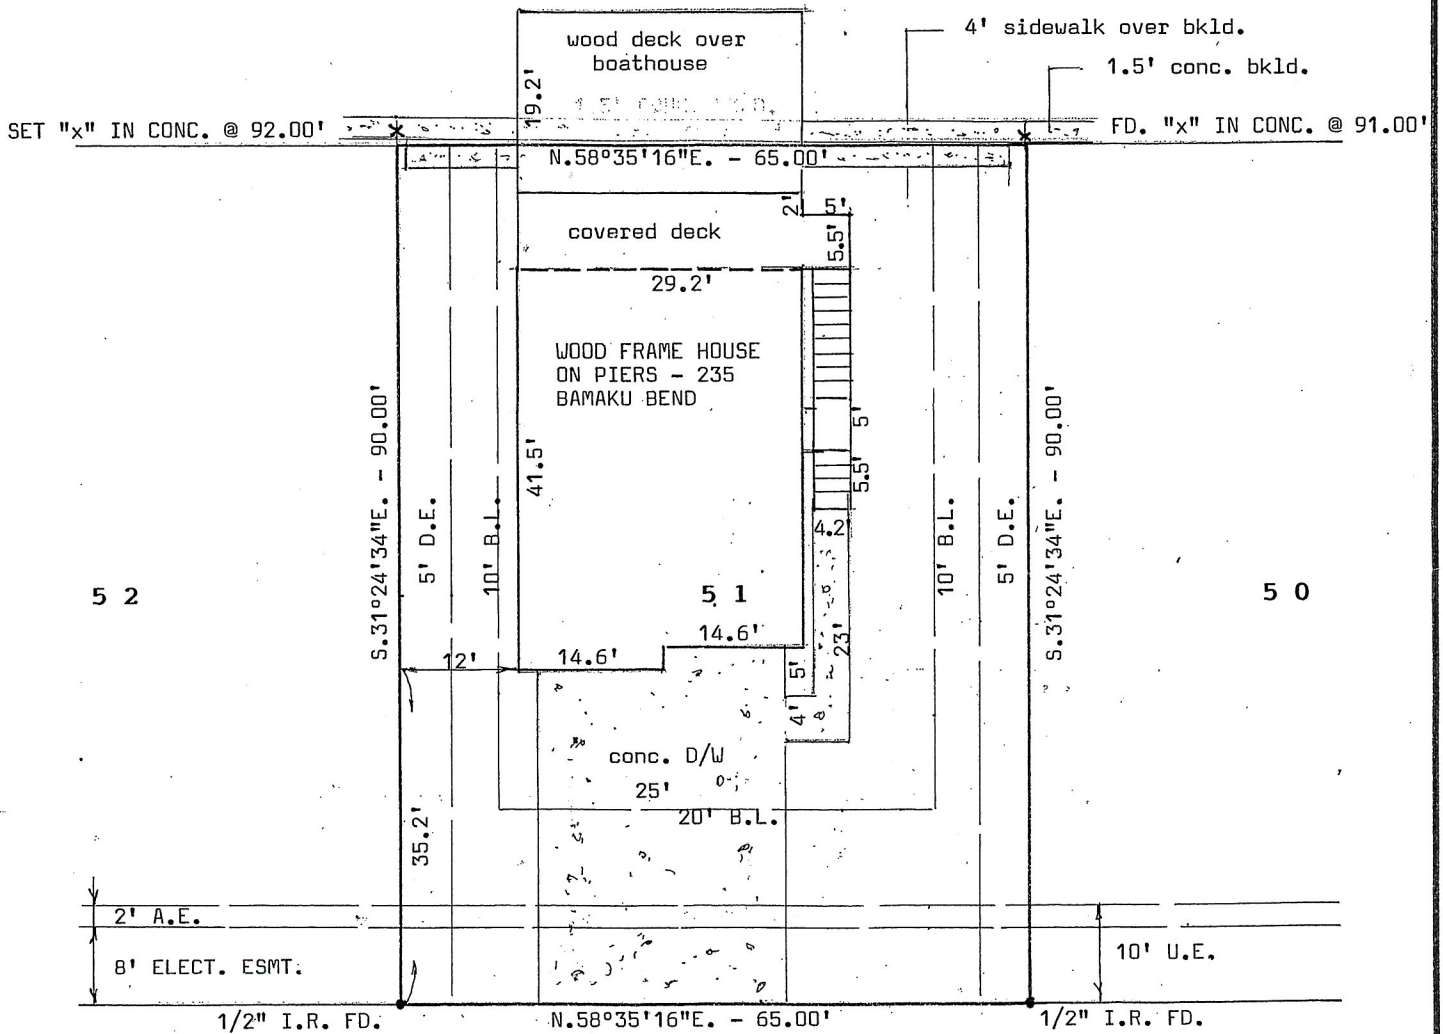 4' sidewalk over bkld.
wood deck over
boathouse
1.5' conc. bkld.
19.2'
SET "x" IN CONC. @ 92.00'
FD. "x" IN CONC. @ 91.00'
N.58°35'16"E. - 65.00'
2'
5'
covered deck
5.5'
29.2'
WOOD FRAME HOUSE
ON PIERS - 235
BAMAKU BEND
S.31°24'34"E. - 90.00'
5' D.E.
10' B.L.
41.5'
5'
5.5'
4.2
10' B.L.
5' D.E.
S.31°24'34"E. - 90.00'
5 2
5 1
5 0
14.6'
23'
12'
14.6'
5'
4'
conc. D/W
25'
20' B.L.
35.2'
2' A.E.
8' ELECT. ESMT.
10' U.E.
1/2" I.R. FD.
N.58°35'16"E. - 65.00'
1/2" I.R. FD.